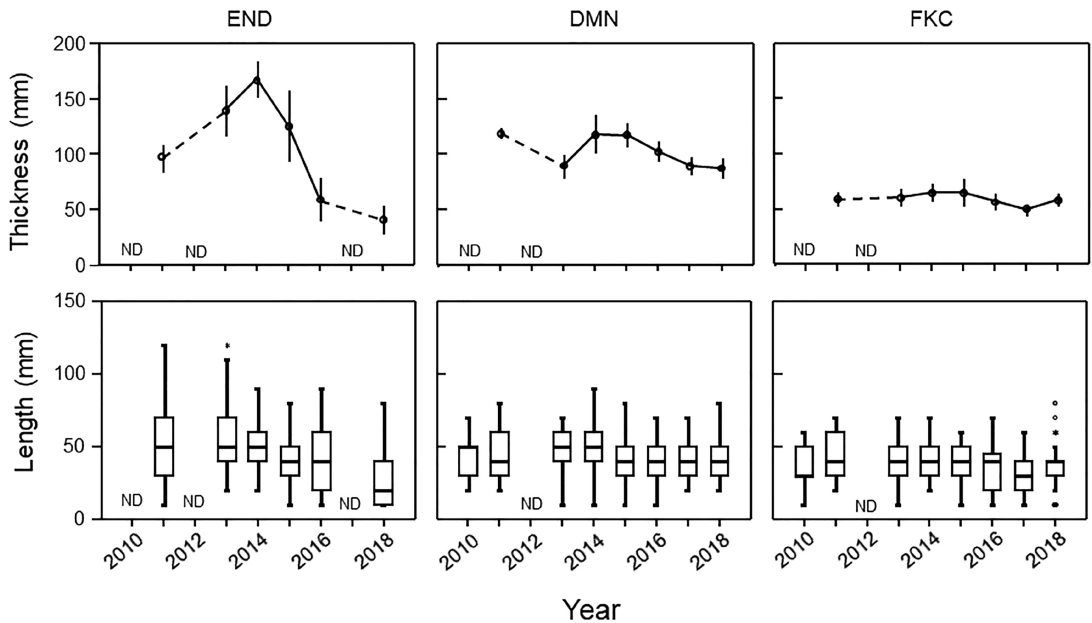 END DMN FKC
Thickness (mm)
200
150
100
50
0
ND ND ND
ND ND
ND ND
Length (mm)
150
100
50
0
ND ND ND
ND
ND
2010 2012 2014 2016 2018
2010 2012 2014 2016 2018
2010 2012 2014 2016 2018
Year